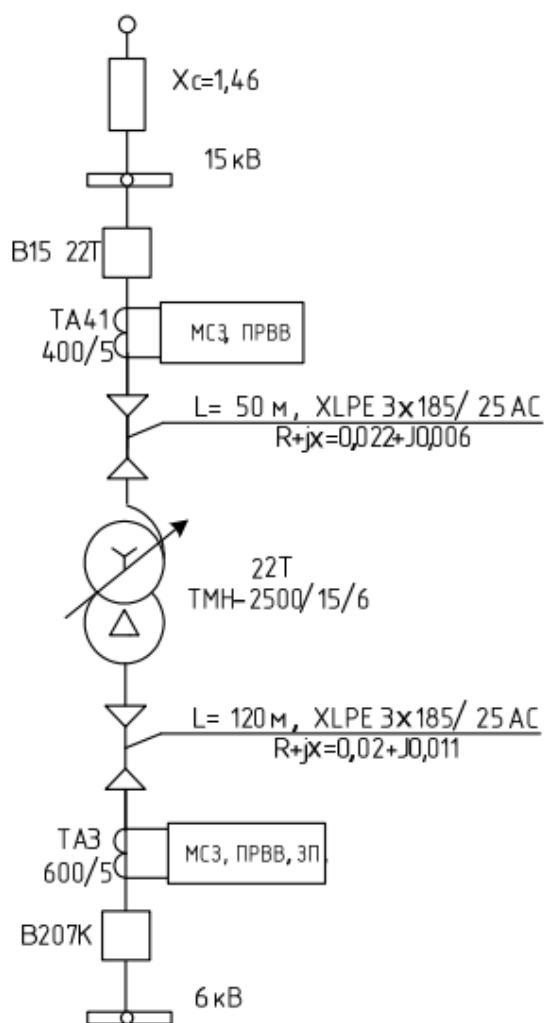 Xc=1,46
15 кВ
В15 22Т
ТА41
400/5
МСЗ, ПРВВ
L= 50 м, XLPE 3x185/ 25 АС
R+jx=0,022+J0,006
22Т
ТМН-2500/15/6
L= 120 м, XLPE 3x185/ 25 АС
R+jx=0,02+J0,011
ТА3
600/5
МСЗ, ПРВВ, ЗП.
В207К
6 кВ